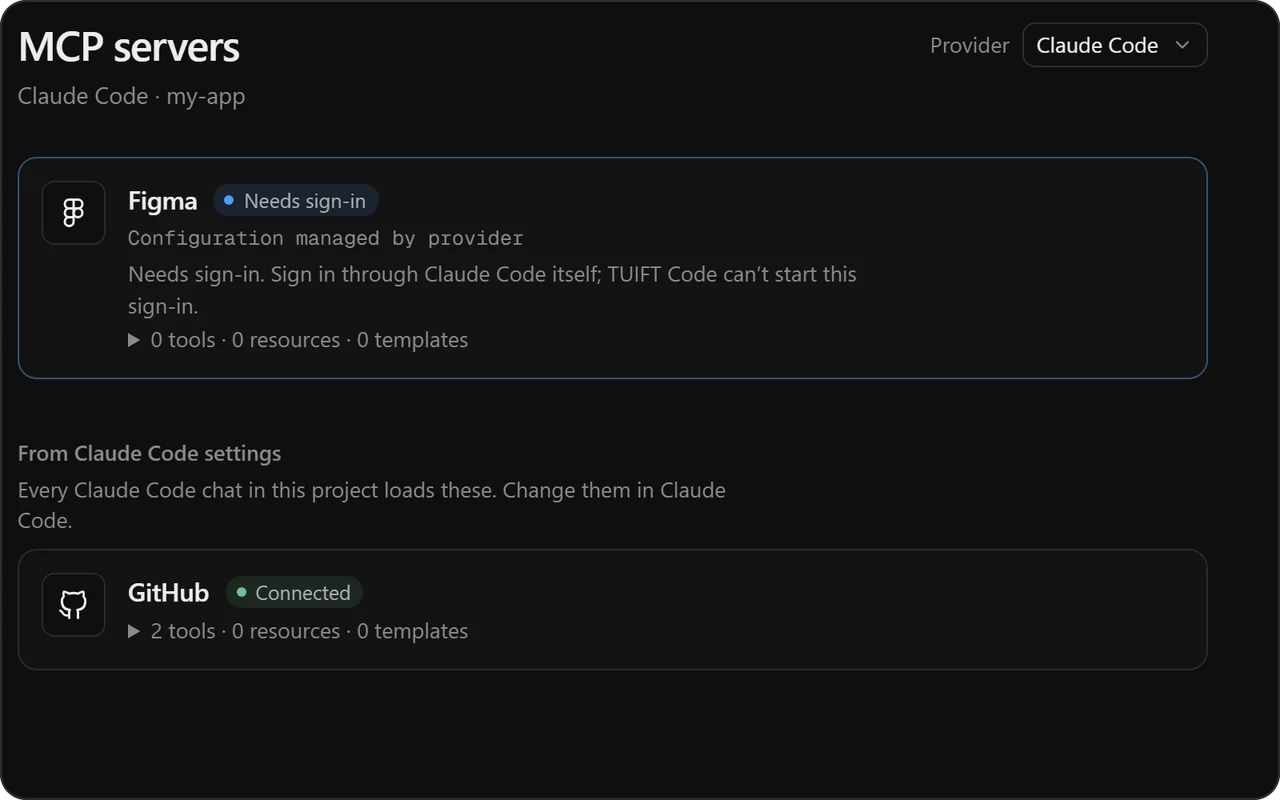 MCP servers
Provider
Claude Code
Claude Code · my-app
Figma
Needs sign-in
Configuration managed by provider
Needs sign-in. Sign in through Claude Code itself; TUIFT Code can’t start this
sign-in.
0 tools · 0 resources · 0 templates
From Claude Code settings
Every Claude Code chat in this project loads these. Change them in Claude
Code.
GitHub
Connected
2 tools · 0 resources · 0 templates